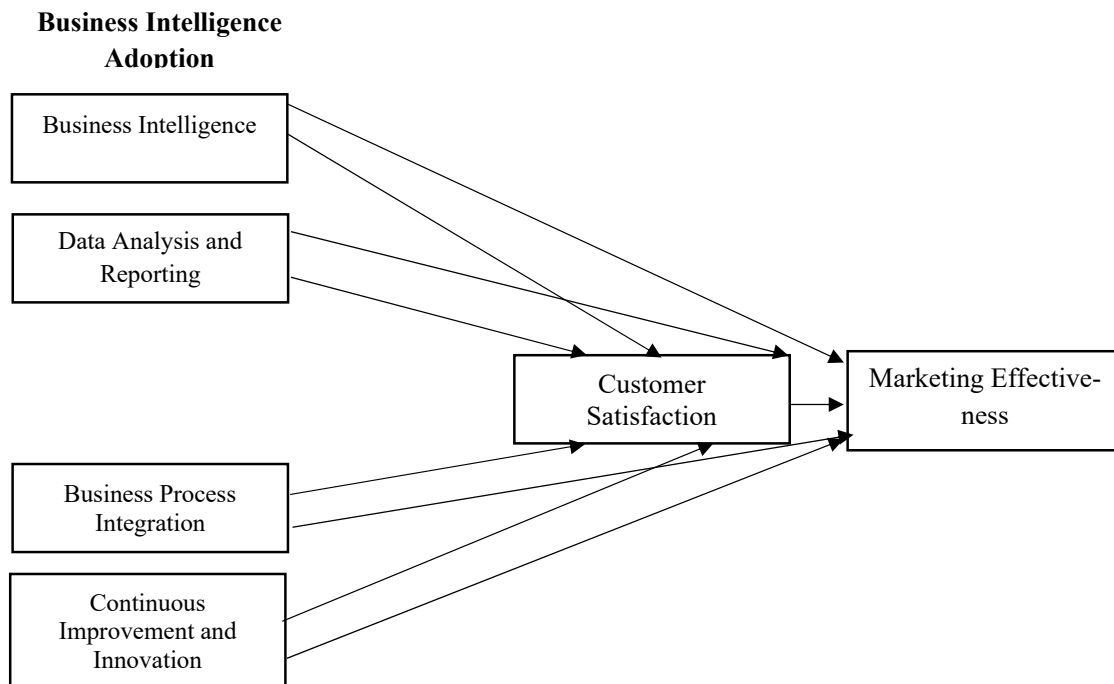 Business Intelligence
Adoption
Business Intelligence
Data Analysis and
Reporting
Customer
Satisfaction
Marketing Effective-
ness
Business Process
Integration
Continuous
Improvement and
Innovation